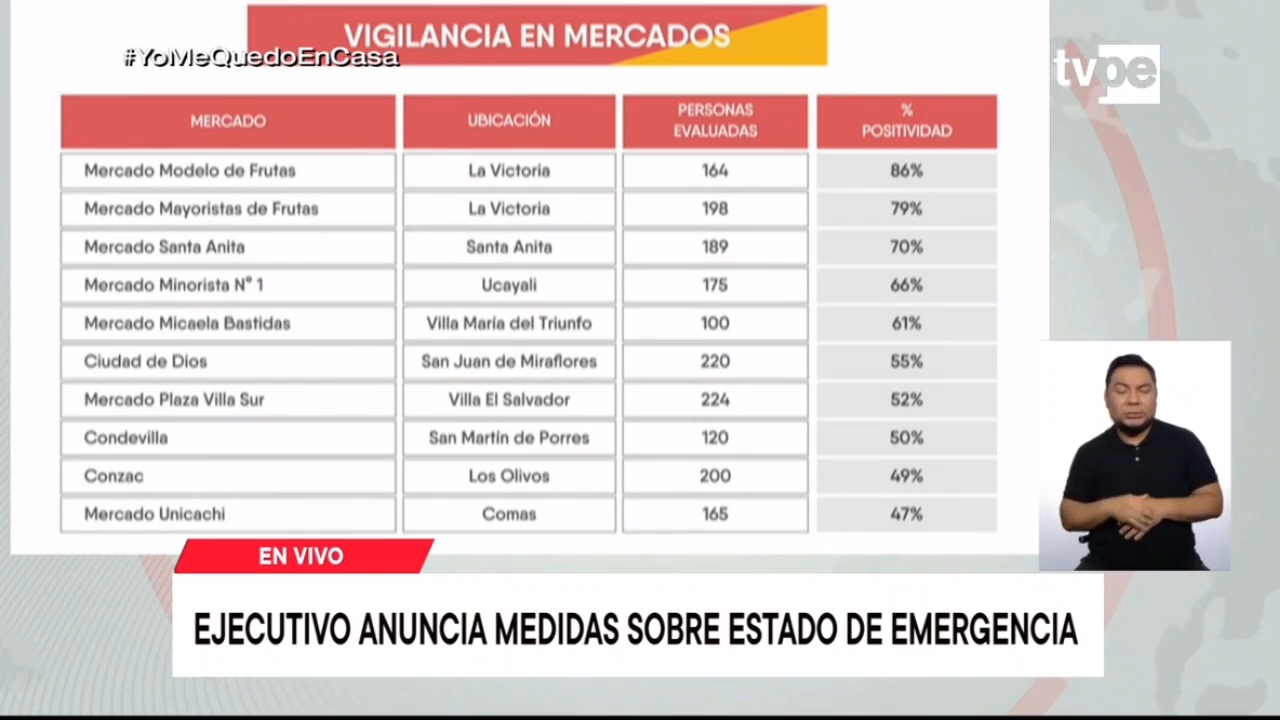 VIGILANCIA EN MERCADOS
#YoMeQuedoEnCasa
tvpe
MERCADO UBICACIÓN PERSONAS EVALUADAS % POSITIVIDAD
Mercado Modelo de Frutas La Victoria 164 86%
Mercado Mayoristas de Frutas La Victoria 198 79%
Mercado Santa Anita Santa Anita 189 70%
Mercado Minorista N° 1 Ucayali 175 66%
Mercado Micaela Bastidas Villa María del Triunfo 100 61%
Ciudad de Dios San Juan de Miraflores 220 55%
Mercado Plaza Villa Sur Villa El Salvador 224 52%
Condevilla San Martín de Porres 120 50%
Conzac Los Olivos 200 49%
Mercado Unicachi Comas 165 47%
EN VIVO
EJECUTIVO ANUNCIA MEDIDAS SOBRE ESTADO DE EMERGENCIA